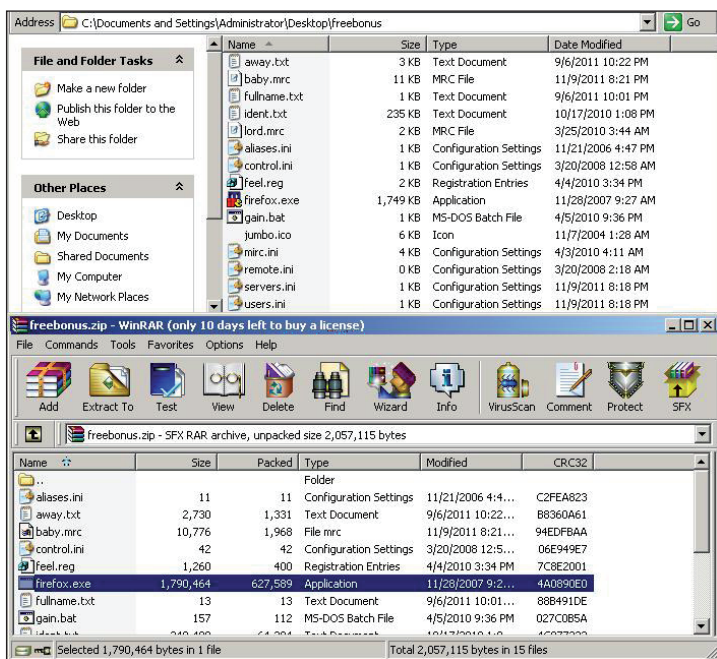 Address C:\Documents and Settings\Administrator\Desktop\freebonus Go
File and Folder Tasks
Make a new folder
Publish this folder to the
Web
Share this folder
Other Places
Desktop
My Documents
Shared Documents
My Computer
My Network Places
Name Size Type Date Modified
away.txt 3 KB Text Document 9/6/2011 10:22 PM
baby.mrc 11 KB MRC File 11/9/2011 8:21 PM
fullname.txt 1 KB Text Document 9/6/2011 10:01 PM
ident.txt 235 KB Text Document 10/17/2010 1:08 PM
lord.mrc 2 KB MRC File 3/25/2010 3:44 AM
aliases.ini 1 KB Configuration Settings 11/21/2006 4:47 PM
control.ini 1 KB Configuration Settings 3/20/2008 12:58 AM
feel.reg 2 KB Registration Entries 4/4/2010 3:34 PM
firefox.exe 1,749 KB Application 11/28/2007 9:27 AM
gain.bat 1 KB MS-DOS Batch File 4/5/2010 9:36 PM
jumbo.ico 6 KB Icon 11/7/2004 1:28 AM
mirc.ini 4 KB Configuration Settings 4/3/2010 4:11 AM
remote.ini 0 KB Configuration Settings 3/20/2008 2:18 AM
servers.ini 1 KB Configuration Settings 11/9/2011 8:18 PM
users.ini 1 KB Configuration Settings 11/9/2011 8:18 PM
freebonus.zip - WinRAR (only 10 days left to buy a license)
File Commands Tools Favorites Options Help
Add Extract To Test View Delete Find Wizard Info VirusScan Comment Protect SFX
freebonus.zip - SFX RAR archive, unpacked size 2,057,115 bytes
Name Size Packed Type Modified CRC32
.. Folder
aliases.ini 11 11 Configuration Settings 11/21/2006 4:4... C2FEA823
away.txt 2,730 1,331 Text Document 9/6/2011 10:22... B8360A61
baby.mrc 10,776 1,968 File mrc 11/9/2011 8:21... 94EDFBAA
control.ini 42 42 Configuration Settings 3/20/2008 12:5... 06E949E7
feel.reg 1,260 400 Registration Entries 4/4/2010 3:34 PM 7C8E2001
firefox.exe 1,790,464 627,589 Application 11/28/2007 9:2... 4A0890E0
fullname.txt 13 13 Text Document 9/6/2011 10:01... 88B491DE
gain.bat 157 112 MS-DOS Batch File 4/5/2010 9:36 PM 027C0B5A
Selected 1,790,464 bytes in 1 file Total 2,057,115 bytes in 15 files